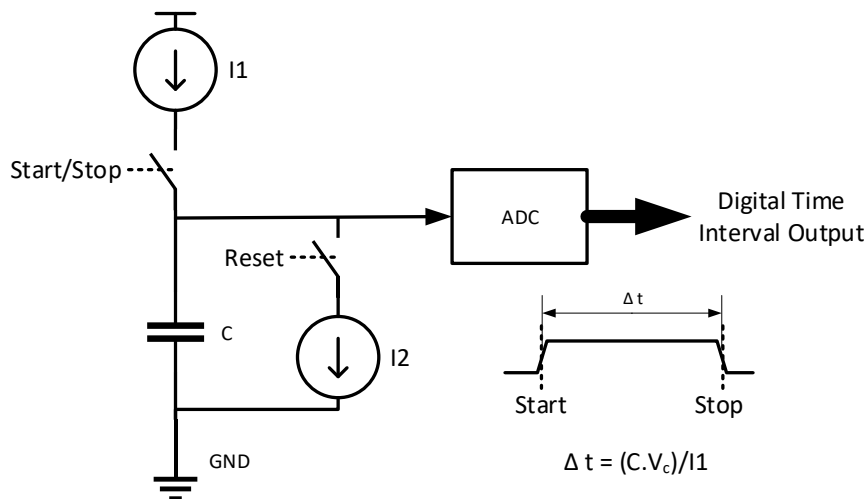 I1
Start/Stop
ADC
Digital Time
Interval Output
Reset
Δ t
C
I2
Start
Stop
GND
Δ t = (C.Vc)/I1